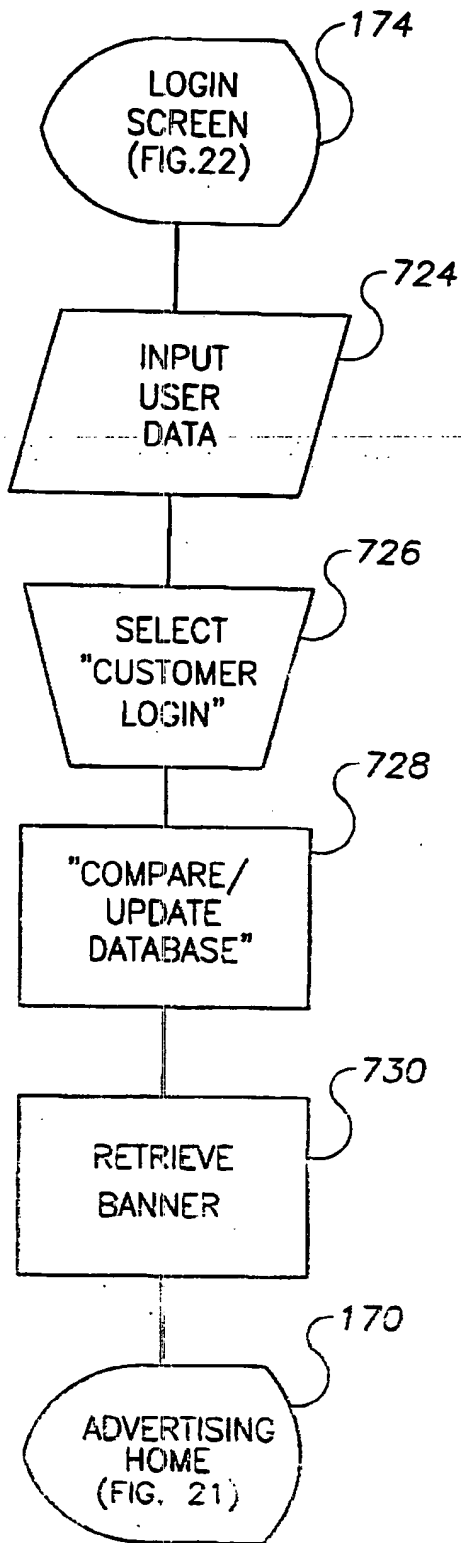 174
LOGIN
SCREEN
(FIG.22)
724
INPUT
USER
DATA
726
SELECT
"CUSTOMER
LOGIN"
728
"COMPARE/
UPDATE
DATABASE"
730
RETRIEVE
BANNER
170
ADVERTISING
HOME
(FIG. 21)